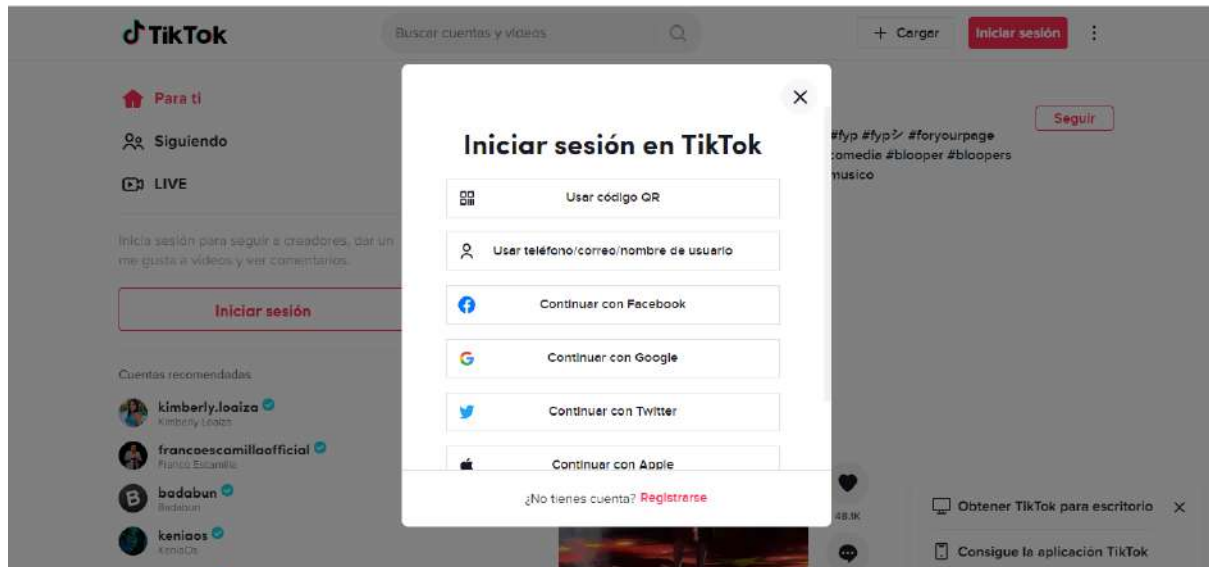 TikTok
Buscar cuentas y videos
+ Cargar
Iniciar sesión
Para ti
Siguiendo
LIVE
Inicia sesión para seguir a creadores, dar un
me gusta a videos y ver comentarios.
Iniciar sesión
Cuentas recomendadas
kimberly.loaiza
Kimberly Loaiza
francoescamillaofficial
Franco Escamilla
badabun
Badabun
keniaos
KeniaOs
Iniciar sesión en TikTok
Usar código QR
Usar teléfono/correo/nombre de usuario
Continuar con Facebook
Continuar con Google
Continuar con Twitter
Continuar con Apple
¿No tienes cuenta? Registrarse
Seguir
#fyp #fypシ #foryourpage
comedia #blooper #bloopers
musico
48.1K
Obtener TikTok para escritorio
Consigue la aplicación TikTok